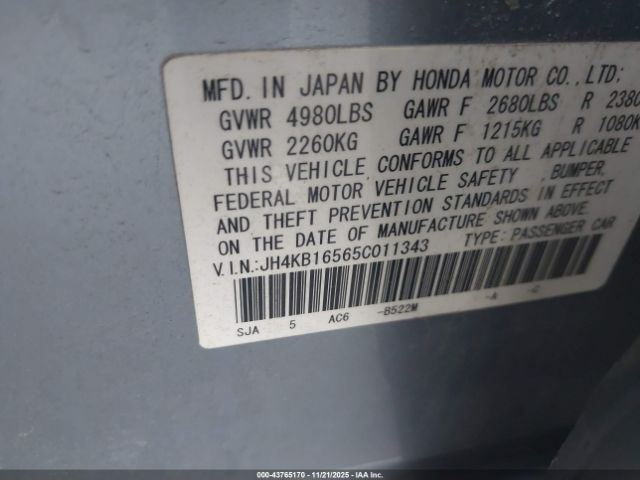 MFD. IN JAPAN BY HONDA MOTOR CO.,LTD:
GVWR 4980LBS GAWR F 2680LBS R 2380
GVWR 2260KG GAWR F 1215KG R 1080K
THIS VEHICLE CONFORMS TO ALL APPLICABLE
FEDERAL MOTOR VEHICLE SAFETY , BUMPER,
AND THEFT PREVENTION STANDARDS IN EFFECT
ON THE DATE OF MANUFACTURE SHOWN ABOVE.
V.I.N.:JH4KB16565C011343 TYPE: PASSENGER CAR
SJA 5 AC6 -B522M -A -C
000-43765170 - 11/21/2025 - IAA Inc.